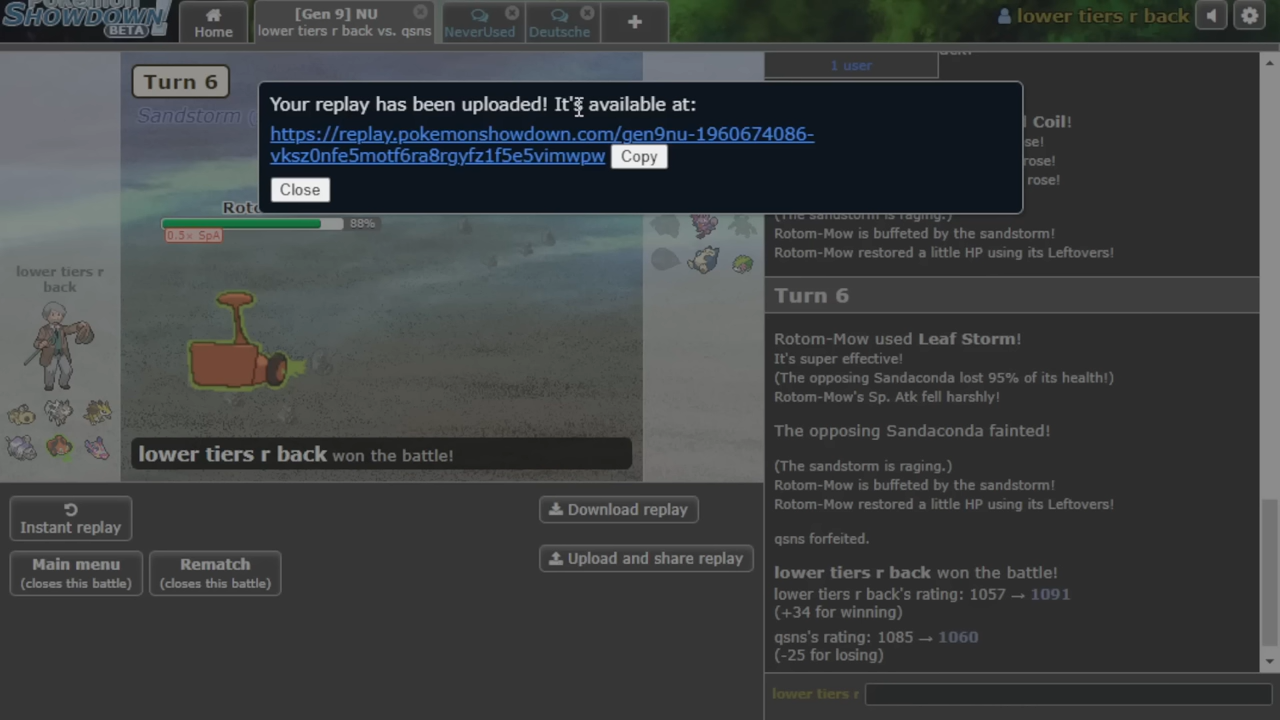 Pokémon
SHOWDOWN!
BETA
Home
[Gen 9] NU
lower tiers r back vs. qsns
NeverUsed
Deutsche
+
lower tiers r back
Turn 6
Sandstorm
Your replay has been uploaded! It's available at:
https://replay.pokemonshowdown.com/gen9nu-1960674086-
vksz0nfe5motf6ra8rgyfz1f5e5vimwpw Copy
Close
88%
0.5× SpA
lower tiers r
back
lower tiers r back won the battle!
Instant replay
Download replay
Main menu
(closes this battle)
Rematch
(closes this battle)
Upload and share replay
1 user
Coil!
rose!
rose!
(The sandstorm is raging.)
Rotom-Mow is buffeted by the sandstorm!
Rotom-Mow restored a little HP using its Leftovers!
Turn 6
Rotom-Mow used Leaf Storm!
It's super effective!
(The opposing Sandaconda lost 95% of its health!)
Rotom-Mow's Sp. Atk fell harshly!
The opposing Sandaconda fainted!
(The sandstorm is raging.)
Rotom-Mow is buffeted by the sandstorm!
Rotom-Mow restored a little HP using its Leftovers!
qsns forfeited.
lower tiers r back won the battle!
lower tiers r back's rating: 1057 → 1091
(+34 for winning)
qsns's rating: 1085 → 1060
(-25 for losing)
lower tiers r